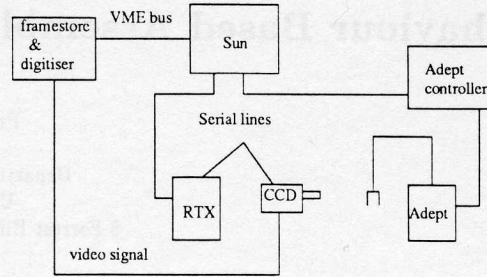 VME bus
framestore
&
digitiser
Sun
Adept
controller
Serial lines
RTX
CCD
Adept
video signal